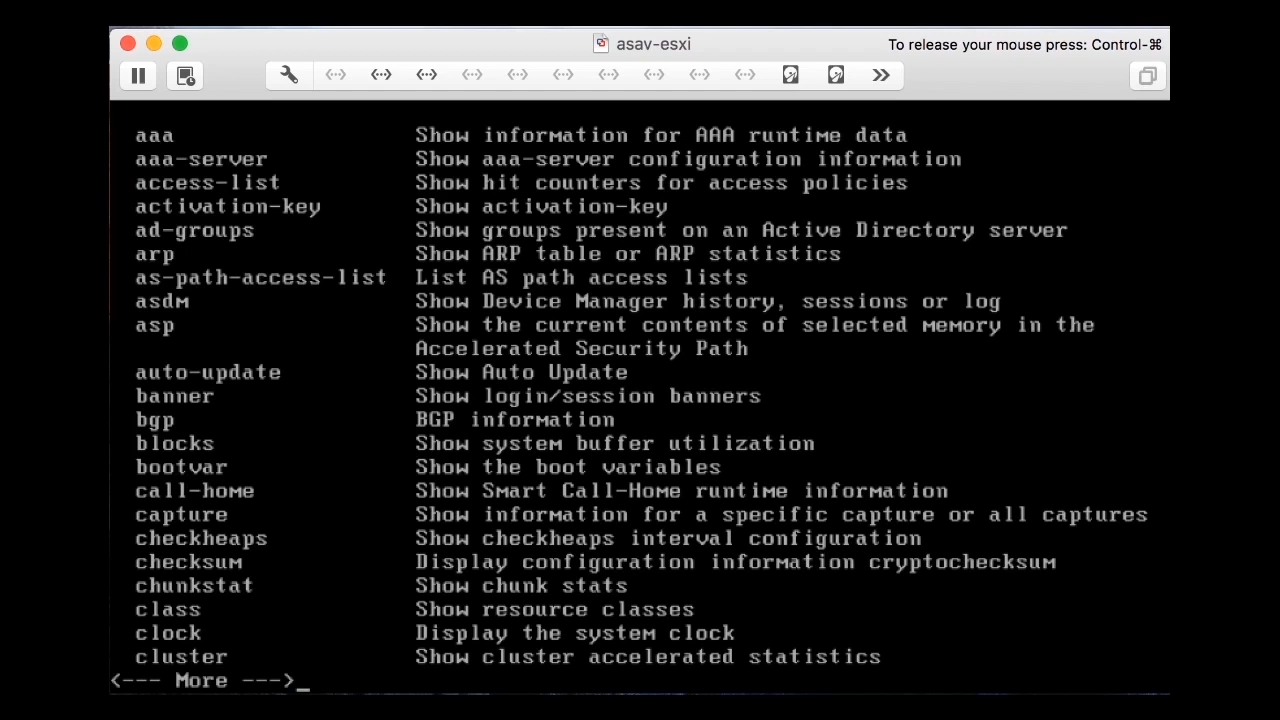 asav-esxi
To release your mouse press: Control-⌘
aaa Show information for AAA runtime data
aaa-server Show aaa-server configuration information
access-list Show hit counters for access policies
activation-key Show activation-key
ad-groups Show groups present on an Active Directory server
arp Show ARP table or ARP statistics
as-path-access-list List AS path access lists
asdm Show Device Manager history, sessions or log
asp Show the current contents of selected memory in the
Accelerated Security Path
auto-update Show Auto Update
banner Show login/session banners
bgp BGP information
blocks Show system buffer utilization
bootvar Show the boot variables
call-home Show Smart Call-Home runtime information
capture Show information for a specific capture or all captures
checkheaps Show checkheaps interval configuration
checksum Display configuration information cryptochecksum
chunkstat Show chunk stats
class Show resource classes
clock Display the system clock
cluster Show cluster accelerated statistics
<--- More --->_